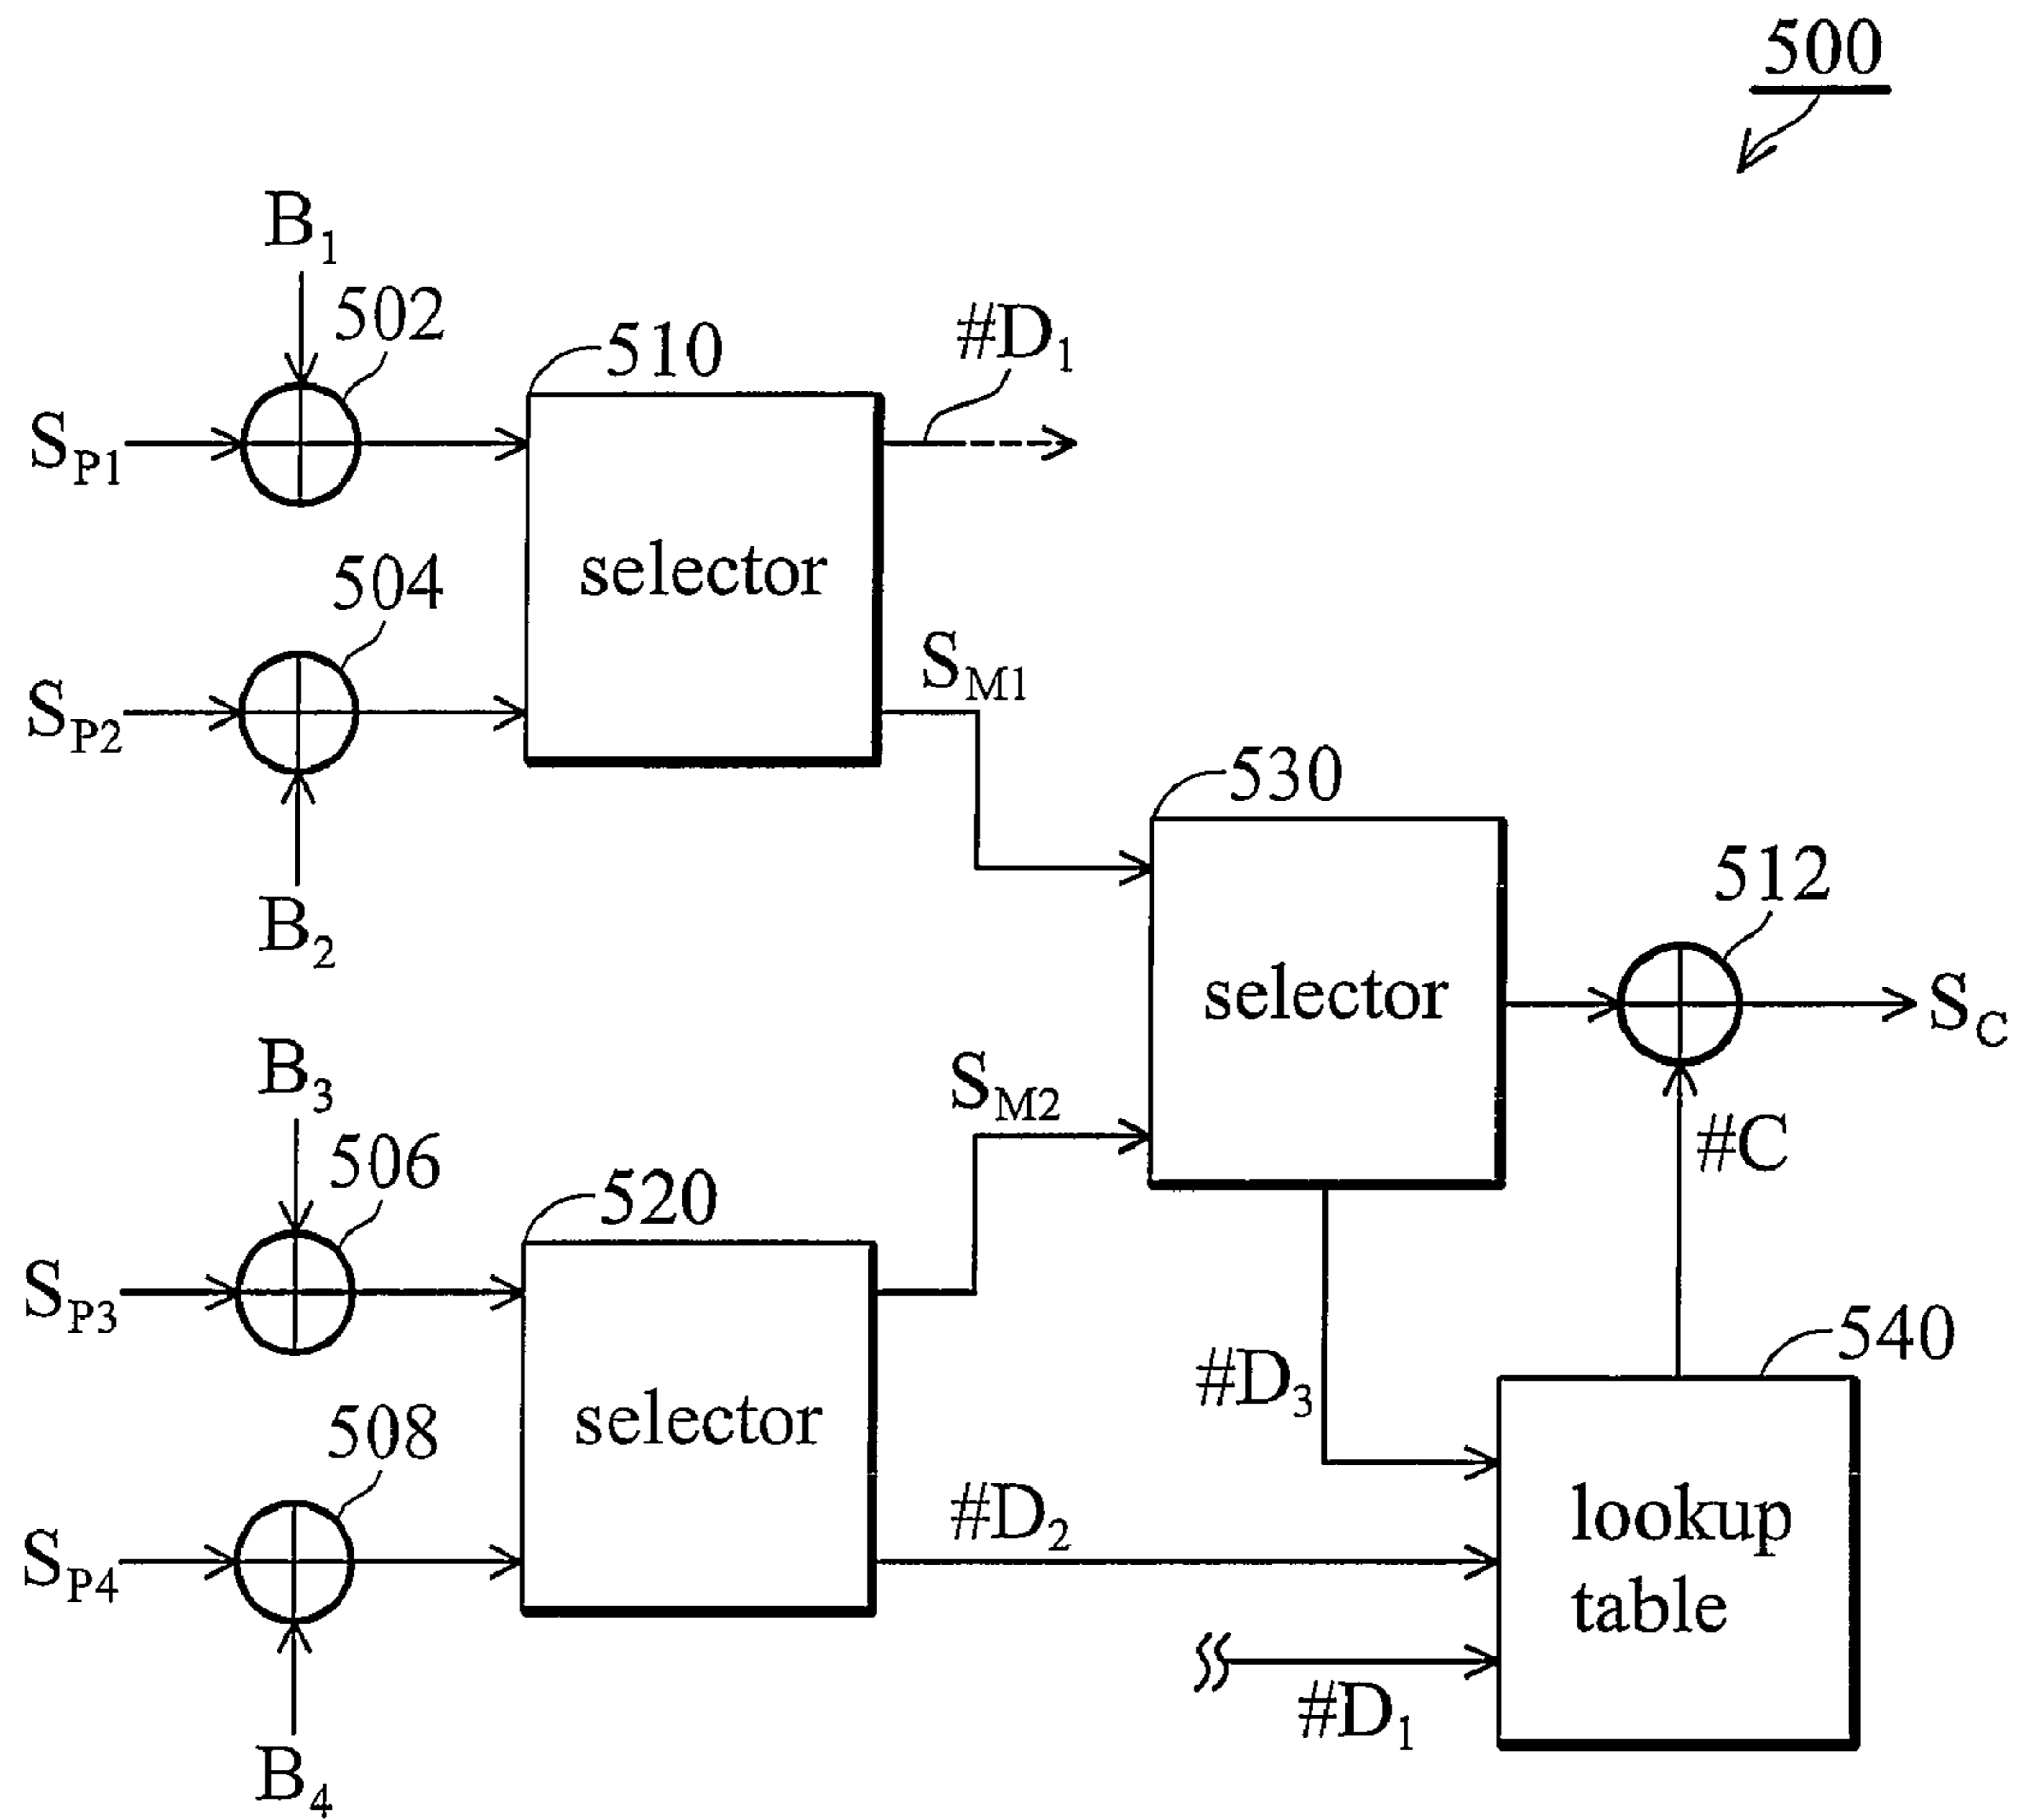 500
B1
502
510
#D1
SP1
selector
504
SM1
SP2
530
B2
512
selector
SC
B3
SM2
506
#C
520
SP3
540
#D3
selector
508
#D2
lookup
table
SP4
#D1
B4